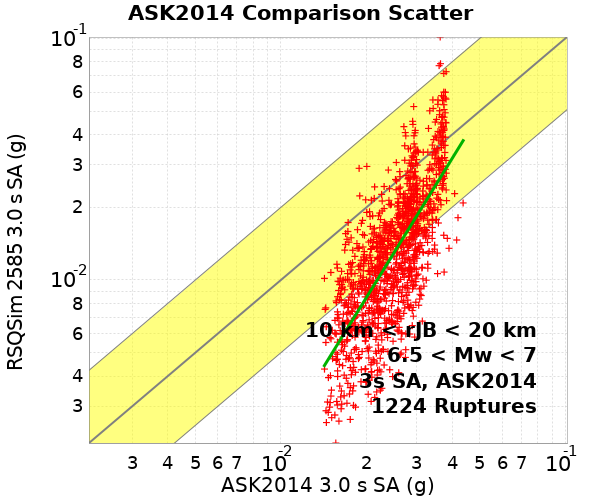 ASK2014 Comparison Scatter
RSQSim 2585 3.0 s SA (g)
10-1
8
6
4
3
2
10-2
8
6
4
3
10 km < rJB < 20 km
6.5 < Mw < 7
3s SA, ASK2014
1224 Ruptures
3 4 5 6 7 10-2 2 3 4 5 6 7 10-1
ASK2014 3.0 s SA (g)